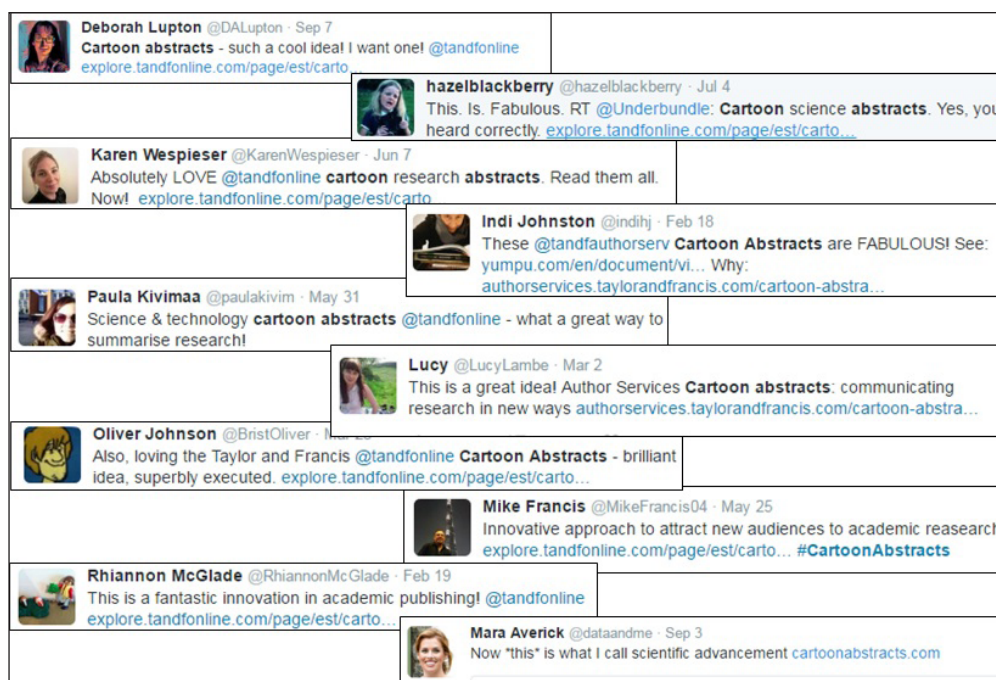 Deborah Lupton @DALupton · Sep 7
Cartoon abstracts - such a cool idea! I want one! @tandfonline
explore.tandfonline.com/page/est/carto...
hazelblackberry @hazelblackberry · Jul 4
This. Is. Fabulous. RT @Underbundle: Cartoon science abstracts. Yes, you
heard correctly. explore.tandfonline.com/page/est/carto...
Karen Wespieser @KarenWespieser · Jun 7
Absolutely LOVE @tandfonline cartoon research abstracts. Read them all.
Now! explore.tandfonline.com/page/est/carto
Indi Johnston @indihj · Feb 18
These @tandfauthorserv Cartoon Abstracts are FABULOUS! See:
yumpu.com/en/document/vi... Why:
authorservices.taylorandfrancis.com/cartoon-abstra...
Paula Kivimaa @paulakivim · May 31
Science & technology cartoon abstracts @tandfonline - what a great way to
summarise research!
Lucy @LucyLambe · Mar 2
This is a great idea! Author Services Cartoon abstracts: communicating
research in new ways authorservices.taylorandfrancis.com/cartoon-abstra...
Oliver Johnson @BristOliver ·
Also, loving the Taylor and Francis @tandfonline Cartoon Abstracts - brilliant
idea, superbly executed. explore.tandfonline.com/page/est/carto...
Mike Francis @MikeFrancis04 · May 25
Innovative approach to attract new audiences to academic reasearch
explore.tandfonline.com/page/est/carto... #CartoonAbstracts
Rhiannon McGlade @RhiannonMcGlade · Feb 19
This is a fantastic innovation in academic publishing! @tandfonline
explore.tandfonline.com/page/est/carto...
Mara Averick @dataandme · Sep 3
Now *this* is what I call scientific advancement cartoonabstracts.com